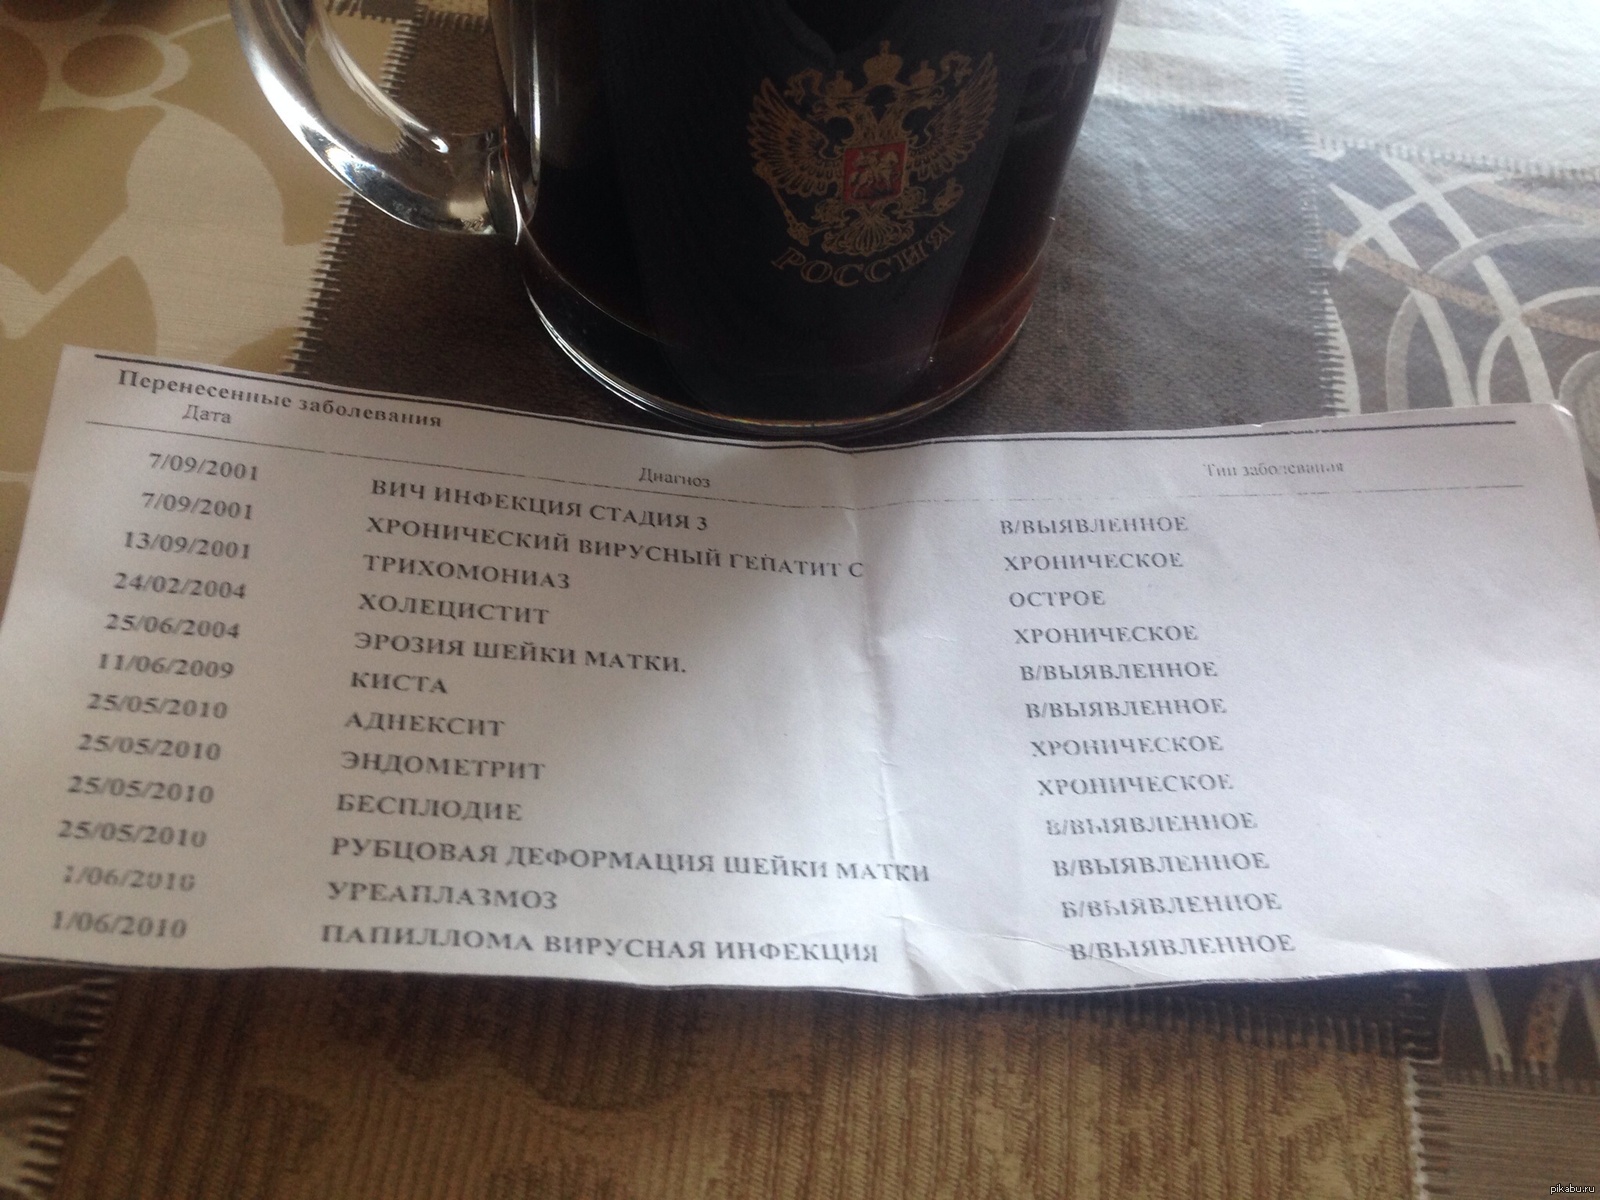 РОССИЯ
Перенесенные заболевания
Дата Диагноз Тип заболевания
7/09/2001 ВИЧ ИНФЕКЦИЯ СТАДИЯ 3 В/ВЫЯВЛЕННОЕ
7/09/2001 ХРОНИЧЕСКИЙ ВИРУСНЫЙ ГЕПАТИТ С ХРОНИЧЕСКОЕ
13/09/2001 ТРИХОМОНИАЗ ОСТРОЕ
24/02/2004 ХОЛЕЦИСТИТ ХРОНИЧЕСКОЕ
25/06/2004 ЭРОЗИЯ ШЕЙКИ МАТКИ. В/ВЫЯВЛЕННОЕ
11/06/2009 КИСТА В/ВЫЯВЛЕННОЕ
25/05/2010 АДНЕКСИТ ХРОНИЧЕСКОЕ
25/05/2010 ЭНДОМЕТРИТ ХРОНИЧЕСКОЕ
25/05/2010 БЕСПЛОДИЕ В/ВЫЯВЛЕННОЕ
25/05/2010 РУБЦОВАЯ ДЕФОРМАЦИЯ ШЕЙКИ МАТКИ В/ВЫЯВЛЕННОЕ
1/06/2010 УРЕАПЛАЗМОЗ В/ВЫЯВЛЕННОЕ
1/06/2010 ПАПИЛЛОМА ВИРУСНАЯ ИНФЕКЦИЯ В/ВЫЯВЛЕННОЕ
pikabu.ru